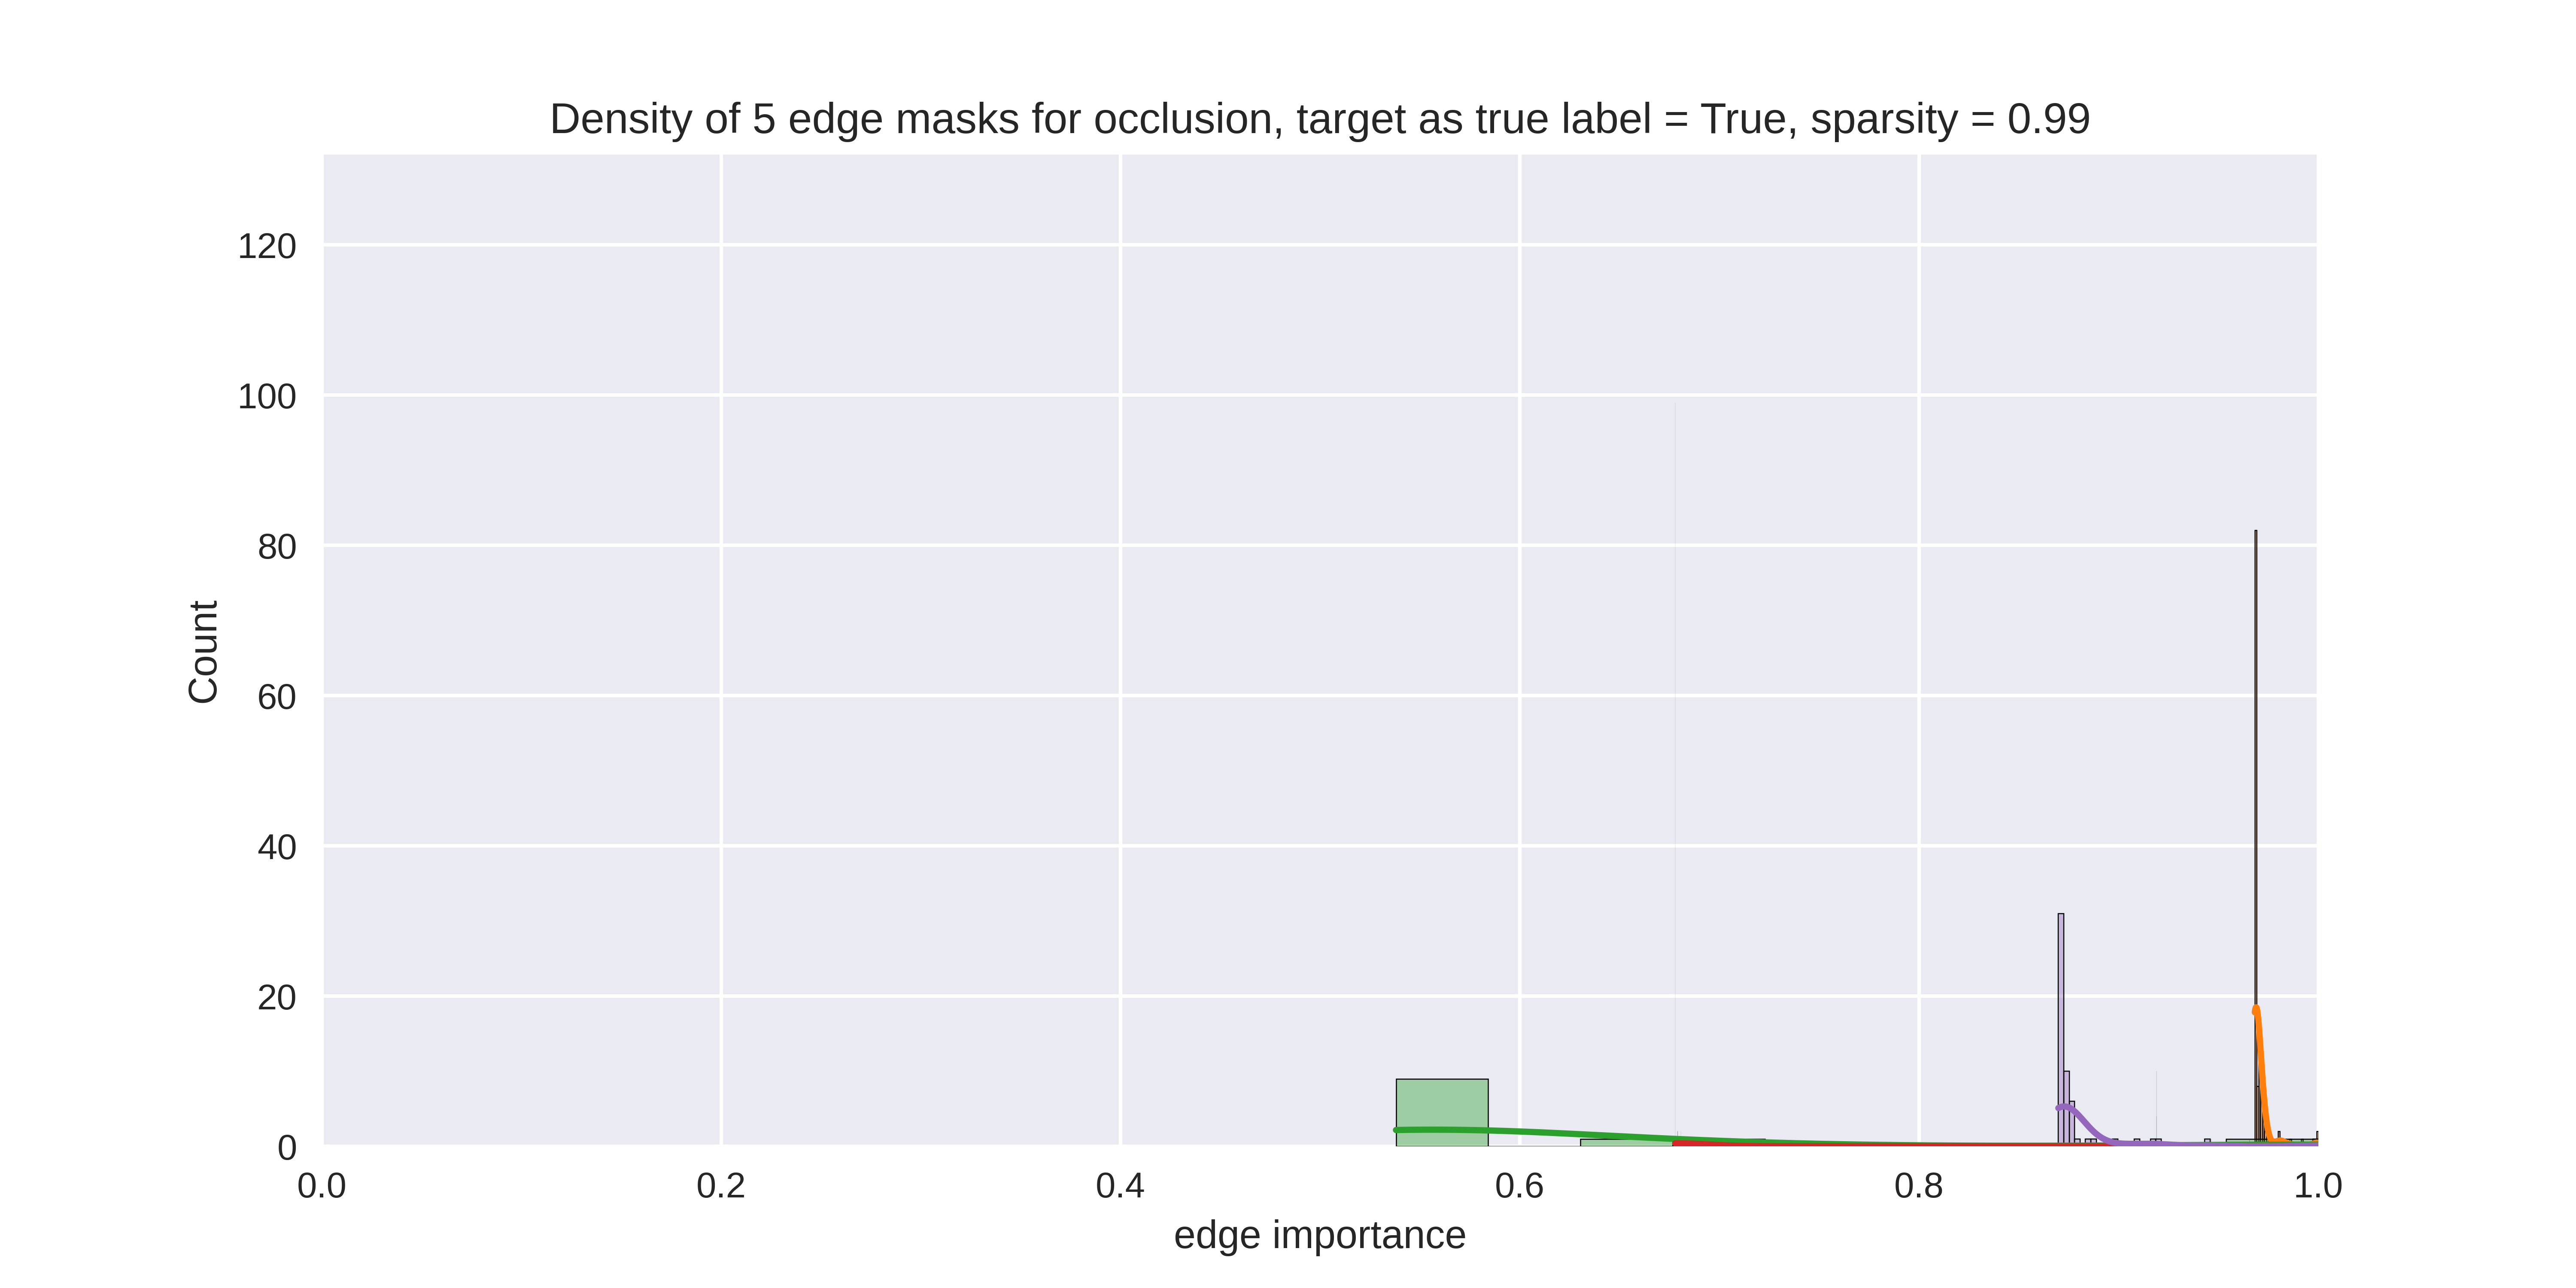 Density of 5 edge masks for occlusion, target as true label = True, sparsity = 0.99
120
100
80
60
40
20
0
Count
0.0 0.2 0.4 0.6 0.8 1.0
edge importance